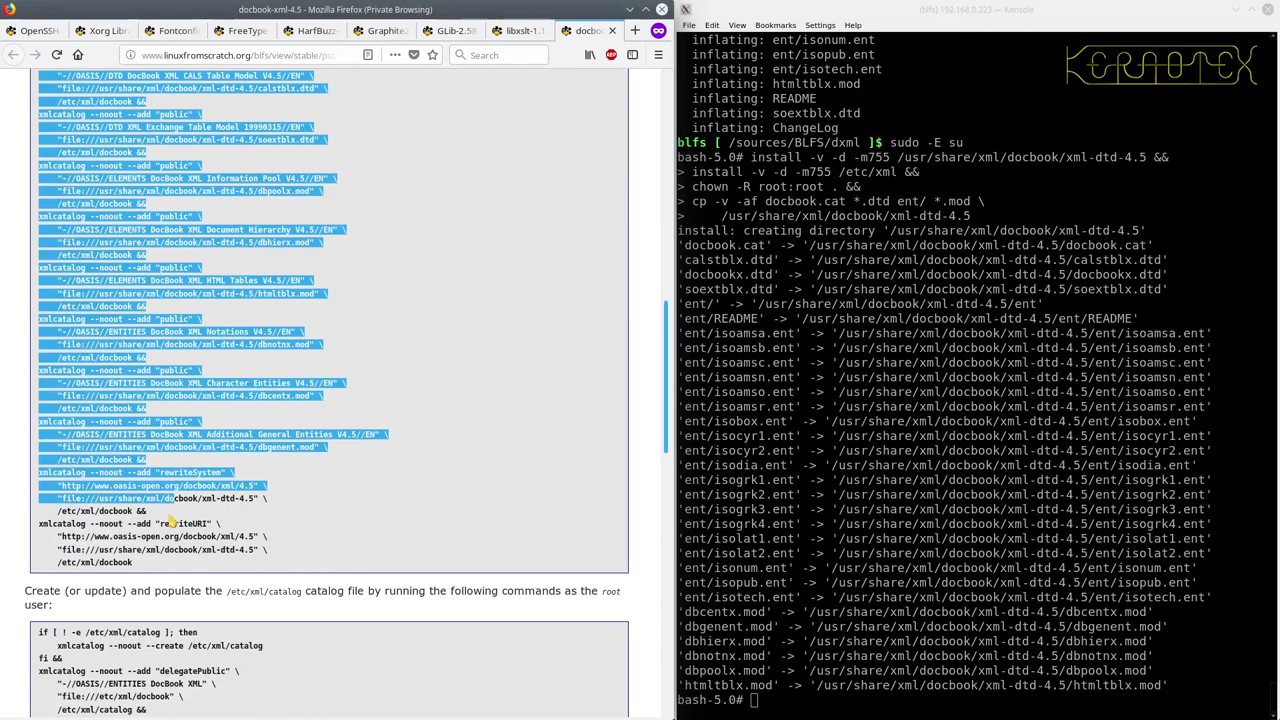 docbook-xml-4.5 - Mozilla Firefox (Private Browsing)
OpenSSH
Xorg Libr
Fontconfi
FreeType
HarfBuzz
Graphite2
GLib-2.58
libxslt-1.1
docbo
www.linuxfromscratch.org/blfs/view/stable/pst
Search
"-//OASIS//DTD DocBook XML CALS Table Model V4.5//EN" \
"file:///usr/share/xml/docbook/xml-dtd-4.5/calstblx.dtd" \
/etc/xml/docbook &&
xmlcatalog --noout --add "public" \
"-//OASIS//DTD XML Exchange Table Model 19990315//EN" \
"file:///usr/share/xml/docbook/xml-dtd-4.5/soextblx.dtd" \
/etc/xml/docbook &&
xmlcatalog --noout --add "public" \
"-//OASIS//ELEMENTS DocBook XML Information Pool V4.5//EN" \
"file:///usr/share/xml/docbook/xml-dtd-4.5/dbpoolx.mod" \
/etc/xml/docbook &&
xmlcatalog --noout --add "public" \
"-//OASIS//ELEMENTS DocBook XML Document Hierarchy V4.5//EN" \
"file:///usr/share/xml/docbook/xml-dtd-4.5/dbhierx.mod" \
/etc/xml/docbook &&
xmlcatalog --noout --add "public" \
"-//OASIS//ELEMENTS DocBook XML HTML Tables V4.5//EN" \
"file:///usr/share/xml/docbook/xml-dtd-4.5/htmltblx.mod" \
/etc/xml/docbook &&
xmlcatalog --noout --add "public" \
"-//OASIS//ENTITIES DocBook XML Notations V4.5//EN" \
"file:///usr/share/xml/docbook/xml-dtd-4.5/dbnotnx.mod" \
/etc/xml/docbook &&
xmlcatalog --noout --add "public" \
"-//OASIS//ENTITIES DocBook XML Character Entities V4.5//EN" \
"file:///usr/share/xml/docbook/xml-dtd-4.5/dbcentx.mod" \
/etc/xml/docbook &&
xmlcatalog --noout --add "public" \
"-//OASIS//ENTITIES DocBook XML Additional General Entities V4.5//EN" \
"file:///usr/share/xml/docbook/xml-dtd-4.5/dbgenent.mod" \
/etc/xml/docbook &&
xmlcatalog --noout --add "rewriteSystem" \
"http://www.oasis-open.org/docbook/xml/4.5" \
"file:///usr/share/xml/docbook/xml-dtd-4.5" \
/etc/xml/docbook &&
xmlcatalog --noout --add "rewriteURI" \
"http://www.oasis-open.org/docbook/xml/4.5" \
"file:///usr/share/xml/docbook/xml-dtd-4.5" \
/etc/xml/docbook
Create (or update) and populate the /etc/xml/catalog catalog file by running the following commands as the root
user:
if [ ! -e /etc/xml/catalog ]; then
xmlcatalog --noout --create /etc/xml/catalog
fi &&
xmlcatalog --noout --add "delegatePublic" \
"-//OASIS//ENTITIES DocBook XML" \
"file:///etc/xml/docbook" \
/etc/xml/catalog &&
(blfs) 192.168.0.223 — Konsole
File Edit View Bookmarks Settings Help
KERAOTEX
inflating: ent/isonum.ent
inflating: ent/isopub.ent
inflating: ent/isotech.ent
inflating: htmltblx.mod
inflating: README
inflating: soextblx.dtd
inflating: ChangeLog
blfs [ /sources/BLFS/dxml ]$ sudo -E su
bash-5.0# install -v -d -m755 /usr/share/xml/docbook/xml-dtd-4.5 &&
> install -v -d -m755 /etc/xml &&
> chown -R root:root . &&
> cp -v -af docbook.cat *.dtd ent/ *.mod \
> /usr/share/xml/docbook/xml-dtd-4.5
install: creating directory '/usr/share/xml/docbook/xml-dtd-4.5'
'docbook.cat' -> '/usr/share/xml/docbook/xml-dtd-4.5/docbook.cat'
'calstblx.dtd' -> '/usr/share/xml/docbook/xml-dtd-4.5/calstblx.dtd'
'docbookx.dtd' -> '/usr/share/xml/docbook/xml-dtd-4.5/docbookx.dtd'
'soextblx.dtd' -> '/usr/share/xml/docbook/xml-dtd-4.5/soextblx.dtd'
'ent/' -> '/usr/share/xml/docbook/xml-dtd-4.5/ent'
'ent/README' -> '/usr/share/xml/docbook/xml-dtd-4.5/ent/README'
'ent/isoamsa.ent' -> '/usr/share/xml/docbook/xml-dtd-4.5/ent/isoamsa.ent'
'ent/isoamsb.ent' -> '/usr/share/xml/docbook/xml-dtd-4.5/ent/isoamsb.ent'
'ent/isoamsc.ent' -> '/usr/share/xml/docbook/xml-dtd-4.5/ent/isoamsc.ent'
'ent/isoamsn.ent' -> '/usr/share/xml/docbook/xml-dtd-4.5/ent/isoamsn.ent'
'ent/isoamso.ent' -> '/usr/share/xml/docbook/xml-dtd-4.5/ent/isoamso.ent'
'ent/isoamsr.ent' -> '/usr/share/xml/docbook/xml-dtd-4.5/ent/isoamsr.ent'
'ent/isobox.ent' -> '/usr/share/xml/docbook/xml-dtd-4.5/ent/isobox.ent'
'ent/isocyr1.ent' -> '/usr/share/xml/docbook/xml-dtd-4.5/ent/isocyr1.ent'
'ent/isocyr2.ent' -> '/usr/share/xml/docbook/xml-dtd-4.5/ent/isocyr2.ent'
'ent/isodia.ent' -> '/usr/share/xml/docbook/xml-dtd-4.5/ent/isodia.ent'
'ent/isogrk1.ent' -> '/usr/share/xml/docbook/xml-dtd-4.5/ent/isogrk1.ent'
'ent/isogrk2.ent' -> '/usr/share/xml/docbook/xml-dtd-4.5/ent/isogrk2.ent'
'ent/isogrk3.ent' -> '/usr/share/xml/docbook/xml-dtd-4.5/ent/isogrk3.ent'
'ent/isogrk4.ent' -> '/usr/share/xml/docbook/xml-dtd-4.5/ent/isogrk4.ent'
'ent/isolat1.ent' -> '/usr/share/xml/docbook/xml-dtd-4.5/ent/isolat1.ent'
'ent/isolat2.ent' -> '/usr/share/xml/docbook/xml-dtd-4.5/ent/isolat2.ent'
'ent/isonum.ent' -> '/usr/share/xml/docbook/xml-dtd-4.5/ent/isonum.ent'
'ent/isopub.ent' -> '/usr/share/xml/docbook/xml-dtd-4.5/ent/isopub.ent'
'ent/isotech.ent' -> '/usr/share/xml/docbook/xml-dtd-4.5/ent/isotech.ent'
'dbcentx.mod' -> '/usr/share/xml/docbook/xml-dtd-4.5/dbcentx.mod'
'dbgenent.mod' -> '/usr/share/xml/docbook/xml-dtd-4.5/dbgenent.mod'
'dbhierx.mod' -> '/usr/share/xml/docbook/xml-dtd-4.5/dbhierx.mod'
'dbnotnx.mod' -> '/usr/share/xml/docbook/xml-dtd-4.5/dbnotnx.mod'
'dbpoolx.mod' -> '/usr/share/xml/docbook/xml-dtd-4.5/dbpoolx.mod'
'htmltblx.mod' -> '/usr/share/xml/docbook/xml-dtd-4.5/htmltblx.mod'
bash-5.0#